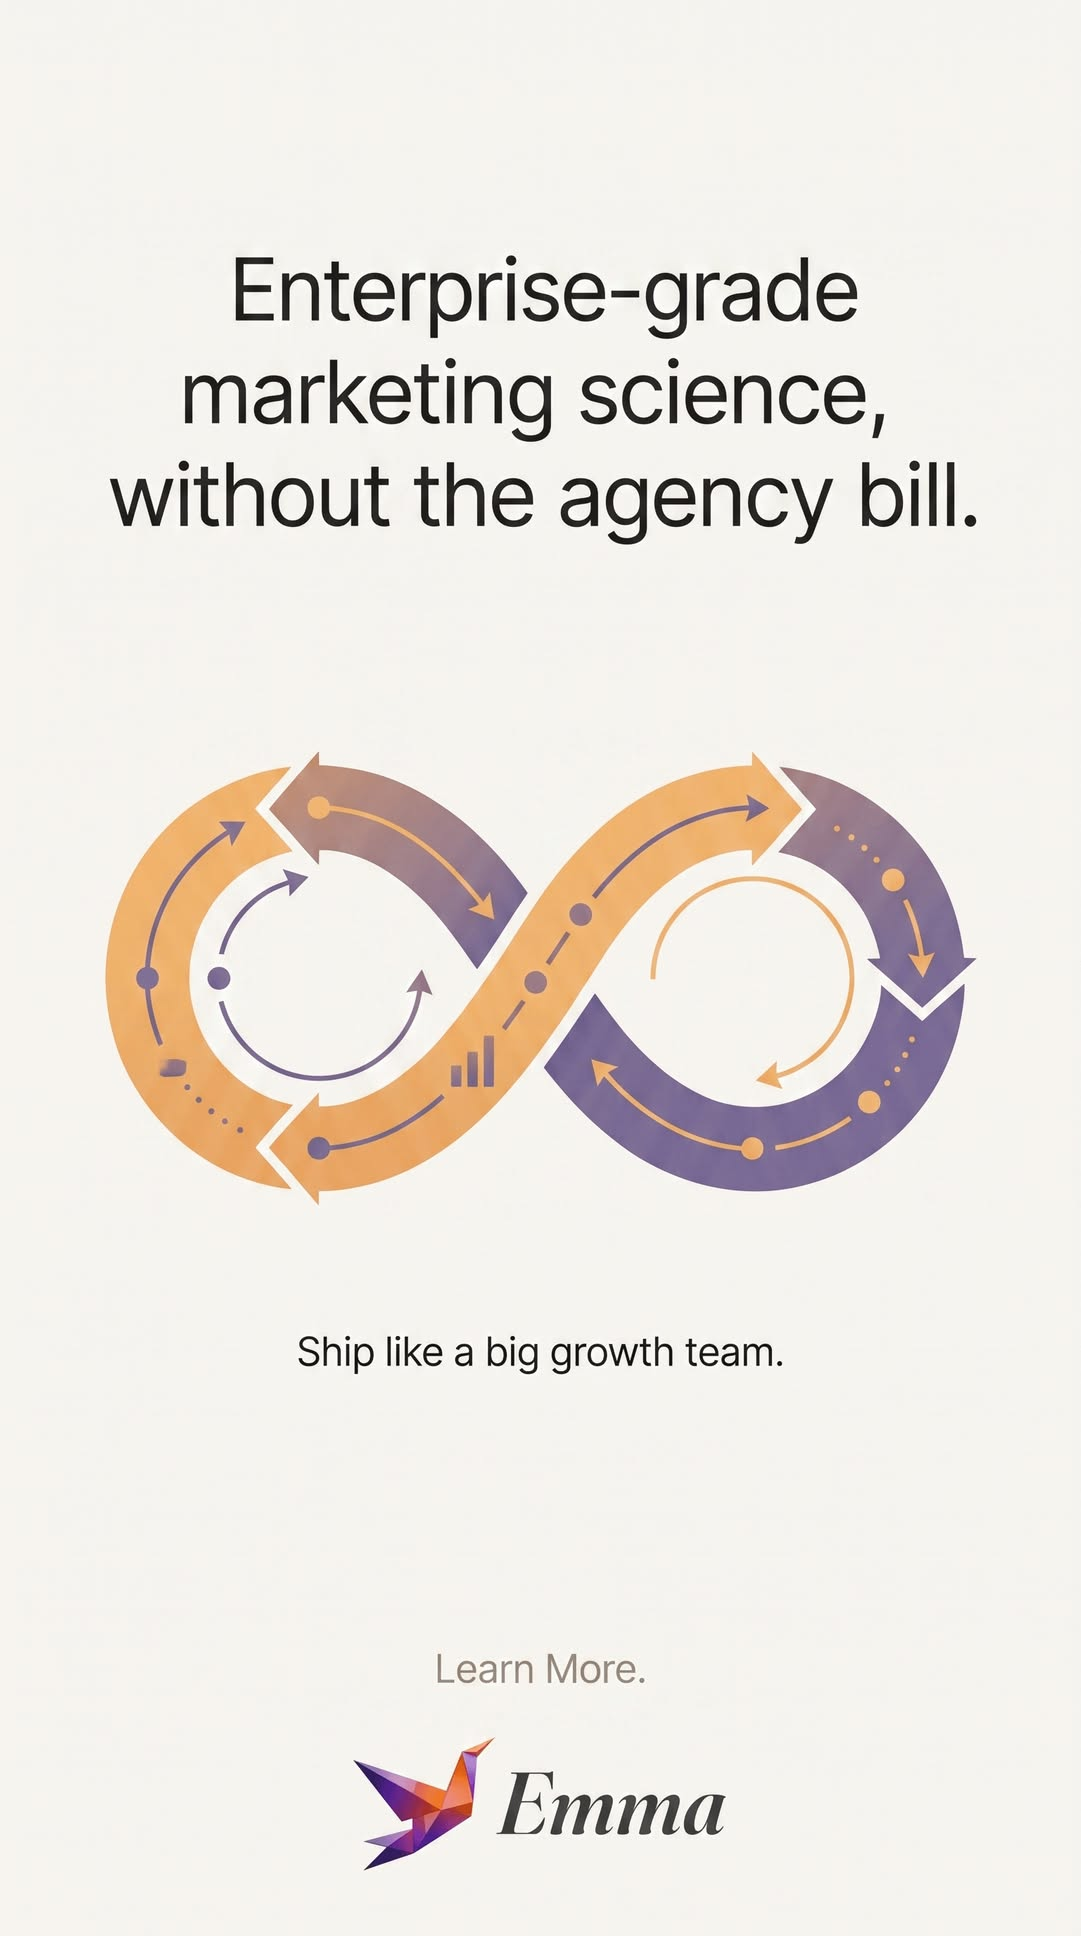 Enterprise-grade
marketing science,
without the agency bill.
Ship like a big growth team.
Learn More.
Emma